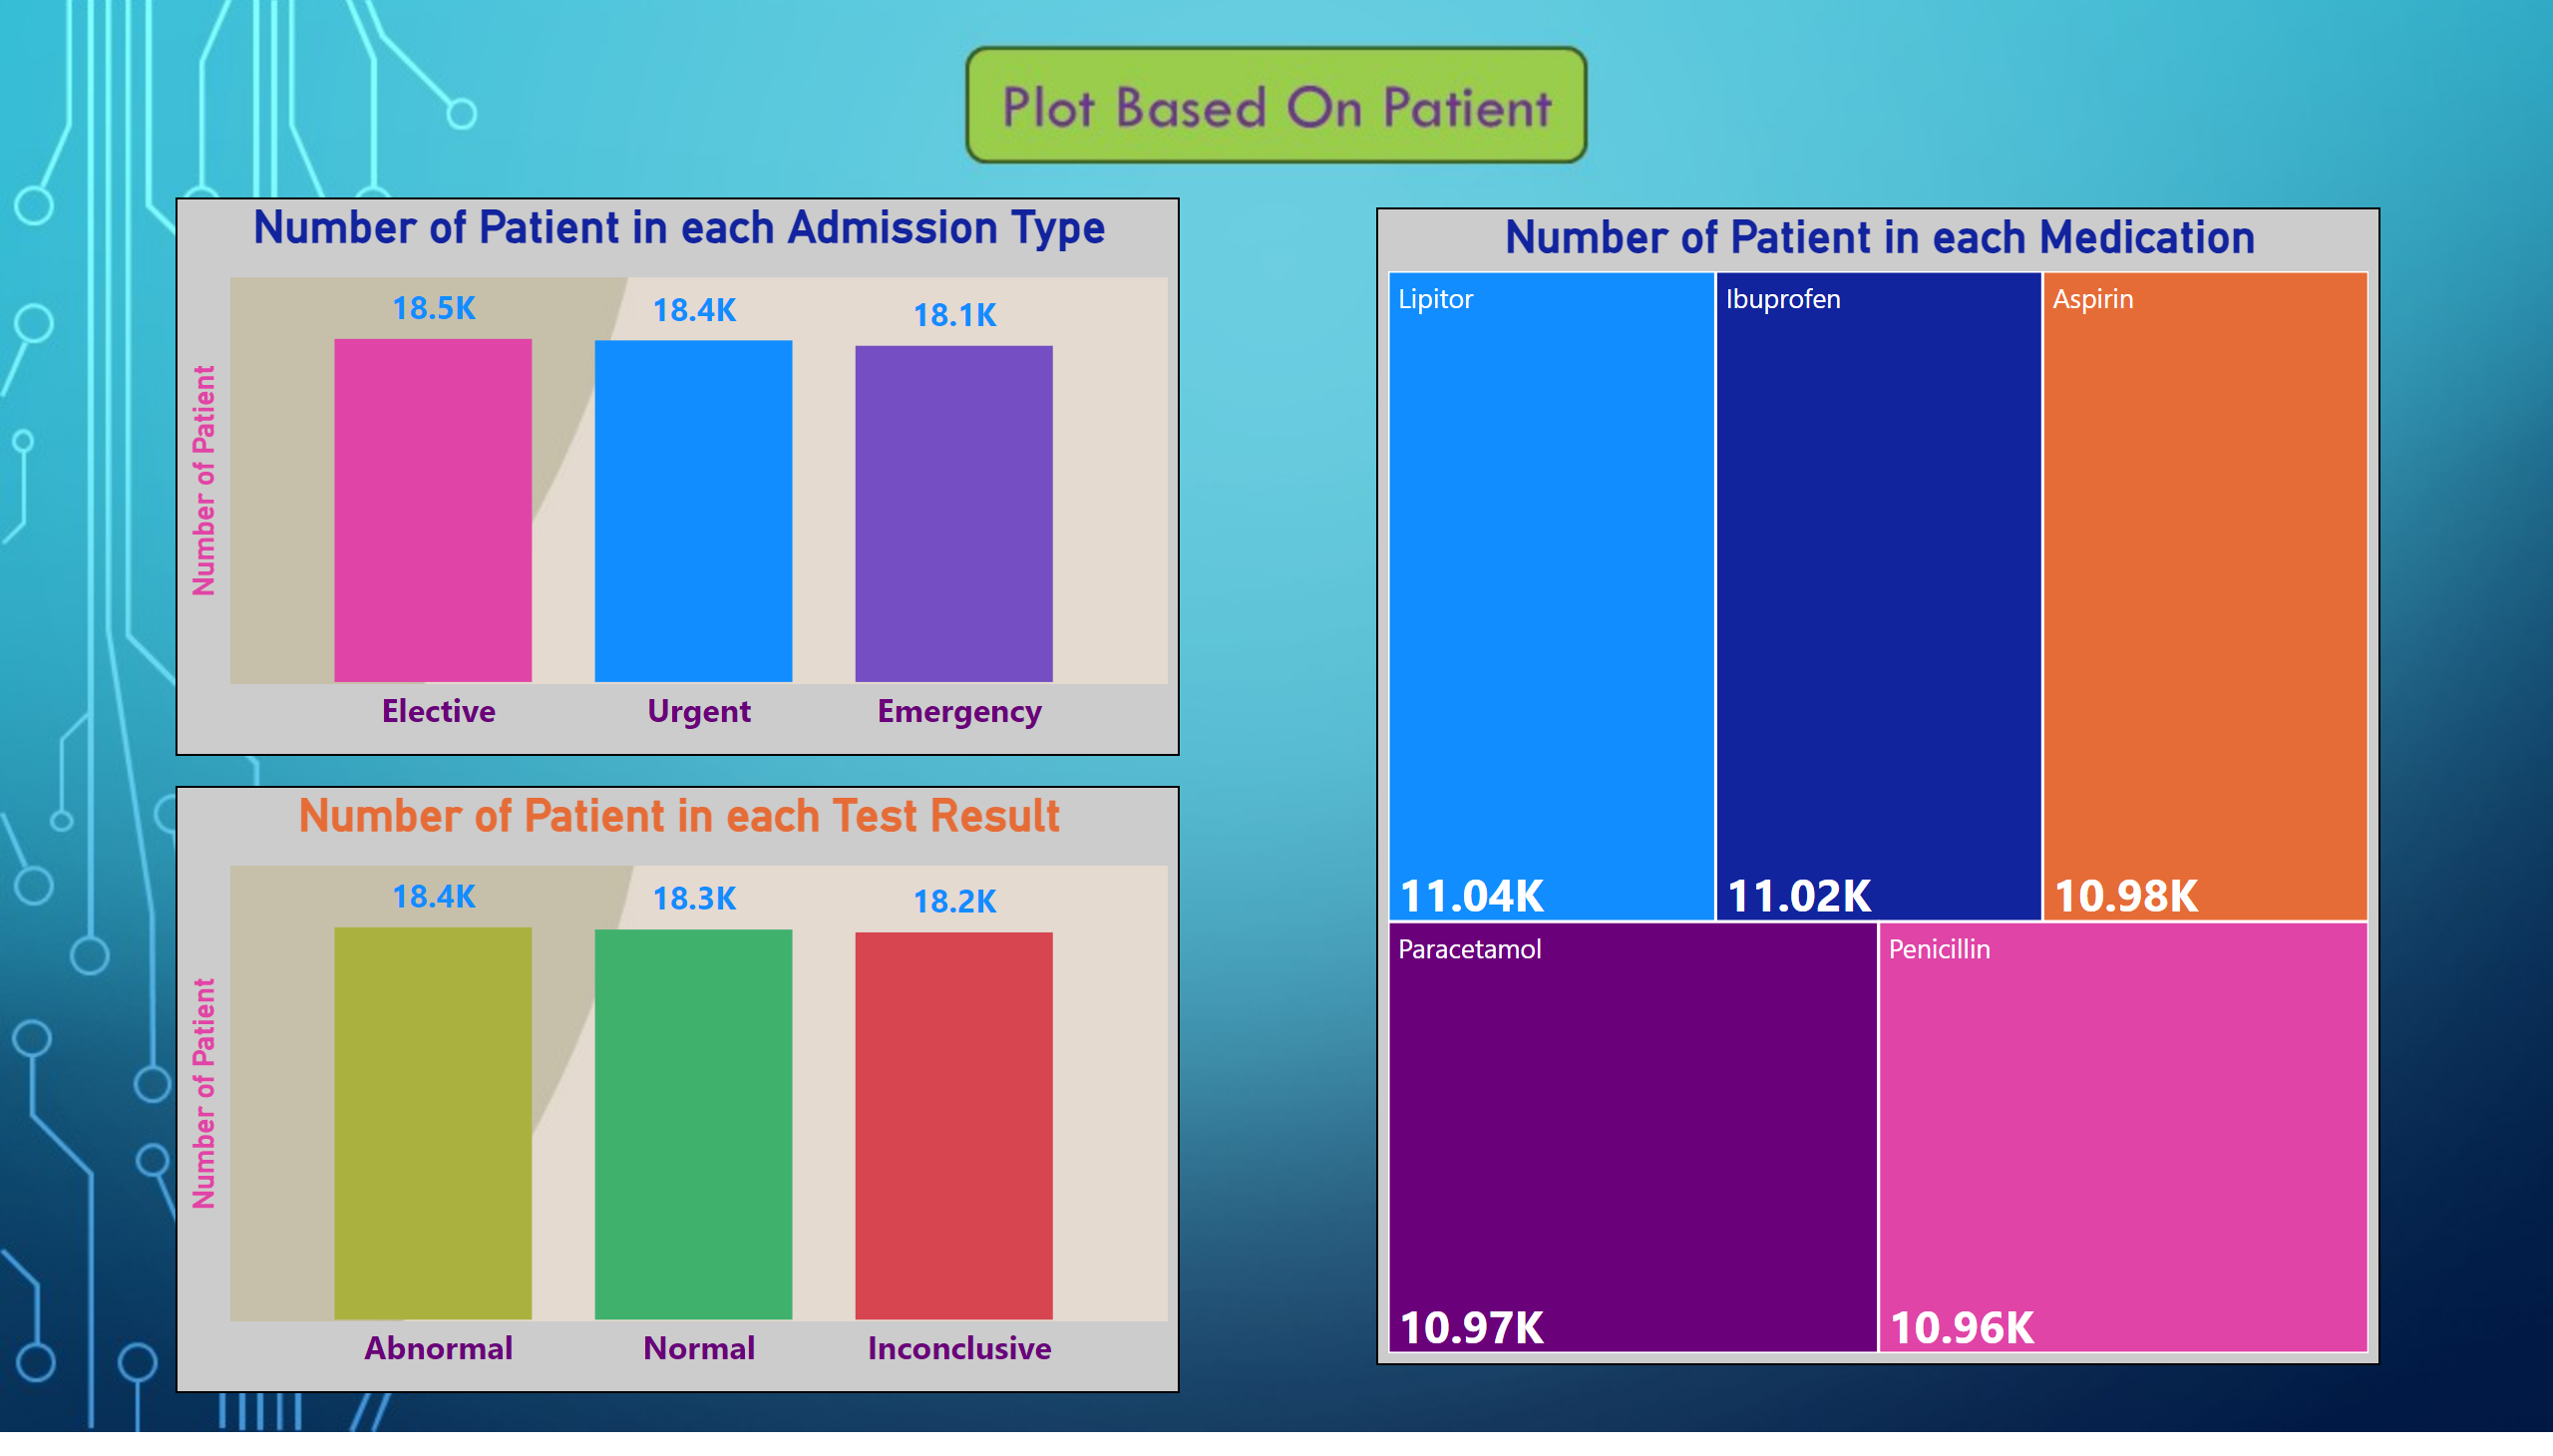 Plot Based On Patient
Number of Patient in each Admission Type
Number of Patient
18.5K
18.4K
18.1K
Elective
Urgent
Emergency
Number of Patient in each Test Result
Number of Patient
18.4K
18.3K
18.2K
Abnormal
Normal
Inconclusive
Number of Patient in each Medication
Lipitor
11.04K
Ibuprofen
11.02K
Aspirin
10.98K
Paracetamol
10.97K
Penicillin
10.96K